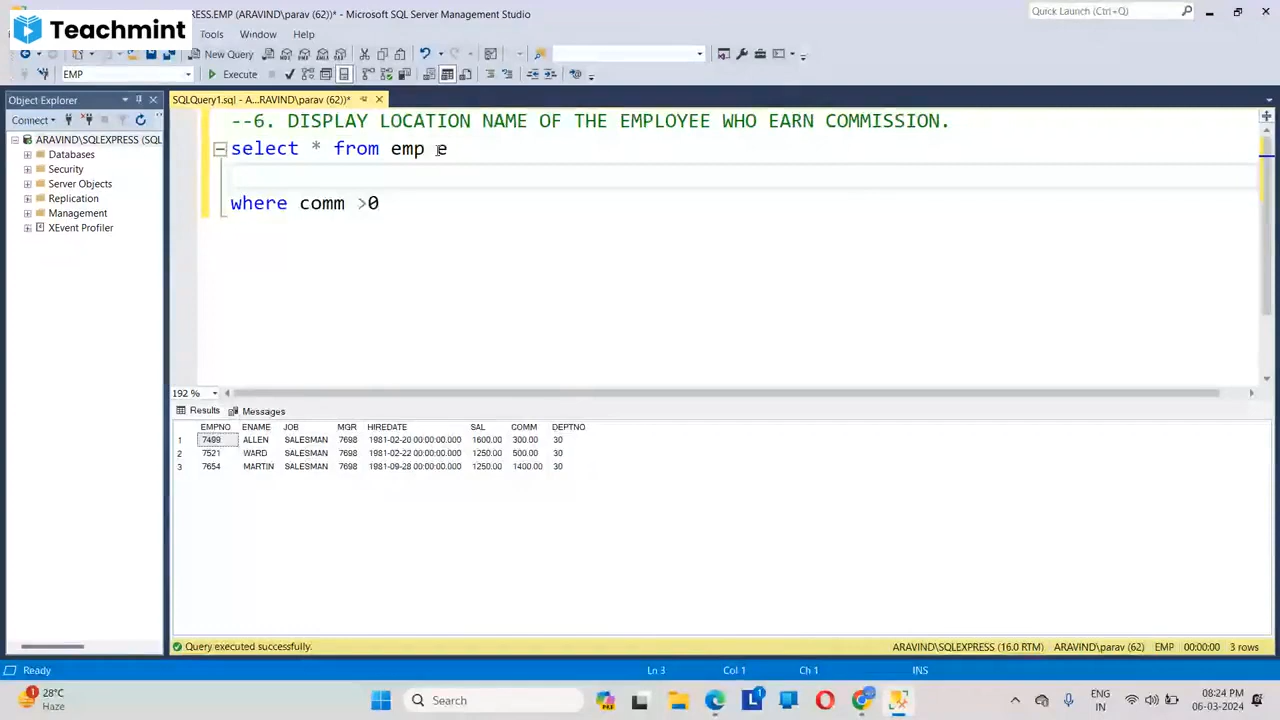 RESS.EMP (ARAVIND\parav (62))* - Microsoft SQL Server Management Studio
Quick Launch (Ctrl+Q)
Teachmint
Tools Window Help
New Query
EMP
Execute
Object Explorer
SQLQuery1.sql - A...RAVIND\parav (62))*
Connect
ARAVIND\SQLEXPRESS (SQL
Databases
Security
Server Objects
Replication
Management
XEvent Profiler
--6. DISPLAY LOCATION NAME OF THE EMPLOYEE WHO EARN COMMISSION.
select * from emp e
where comm >0
192 %
Results Messages
EMPNO ENAME JOB MGR HIREDATE SAL COMM DEPTNO
1 7499 ALLEN SALESMAN 7698 1981-02-20 00:00:00.000 1600.00 300.00 30
2 7521 WARD SALESMAN 7698 1981-02-22 00:00:00.000 1250.00 500.00 30
3 7654 MARTIN SALESMAN 7698 1981-09-28 00:00:00.000 1250.00 1400.00 30
Query executed successfully.
ARAVIND\SQLEXPRESS (16.0 RTM) ARAVIND\parav (62) EMP 00:00:00 3 rows
Ready
Ln 3 Col 1 Ch 1 INS
28°C
Haze
Search
ENG
IN
08:24 PM
06-03-2024